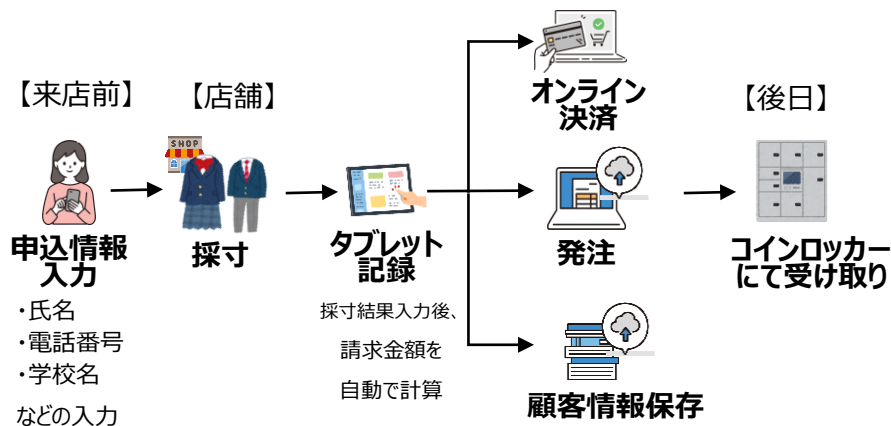 【来店前】
申込情報
入力
・氏名
・電話番号
・学校名
などの入力
【店舗】
SHOP
採寸
タブレット
記録
採寸結果入力後、
請求金額を
自動で計算
オンライン
決済
発注
顧客情報保存
【後日】
コインロッカー
にて受け取り